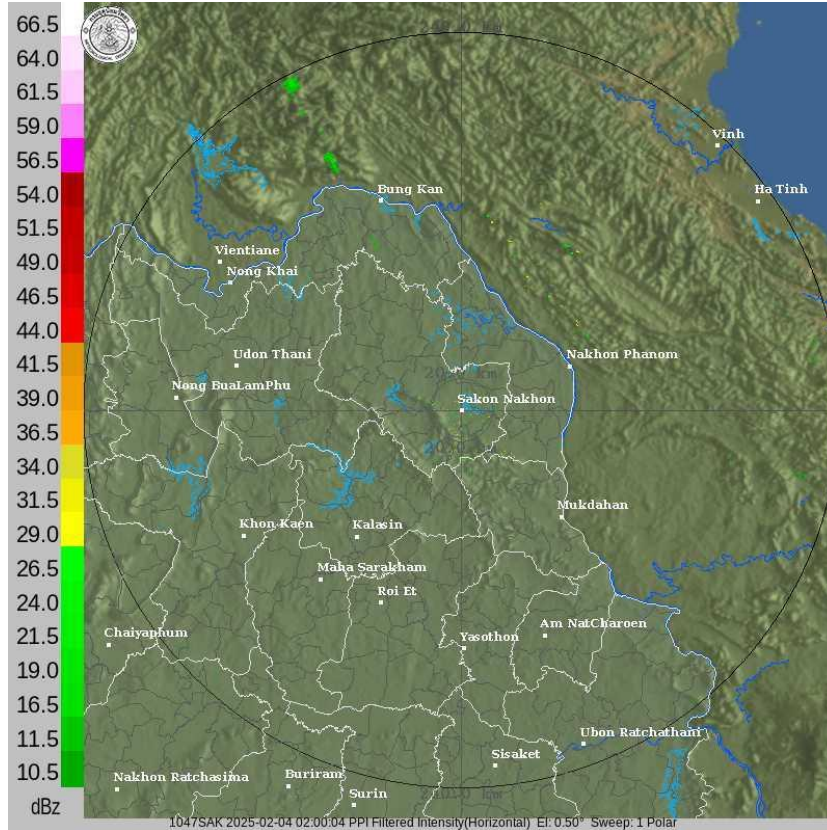 66.5
64.0
61.5
59.0
56.5
54.0
51.5
49.0
46.5
44.0
41.5
39.0
36.5
34.0
31.5
29.0
26.5
24.0
21.5
19.0
16.5
11.5
10.5
dBz
Vinh
Ha Tinh
Bung Kan
Vientiane
Nong Khai
Udon Thani
Nakhon Phanom
Nong BuaLamPhu
Sakon Nakhon
Mukdahan
Khon Kaen
Kalasin
Maha Sarakham
Roi Et
Am NatCharoen
Chaiyaphum
Yasothon
Ubon Ratchathani
Sisaket
Nakhon Ratchasima
Buriram
Surin
1047SAK 2025-02-04 02:00:04 PPI Filtered Intensity(Horizontal) El: 0.50° Sweep: 1 Polar